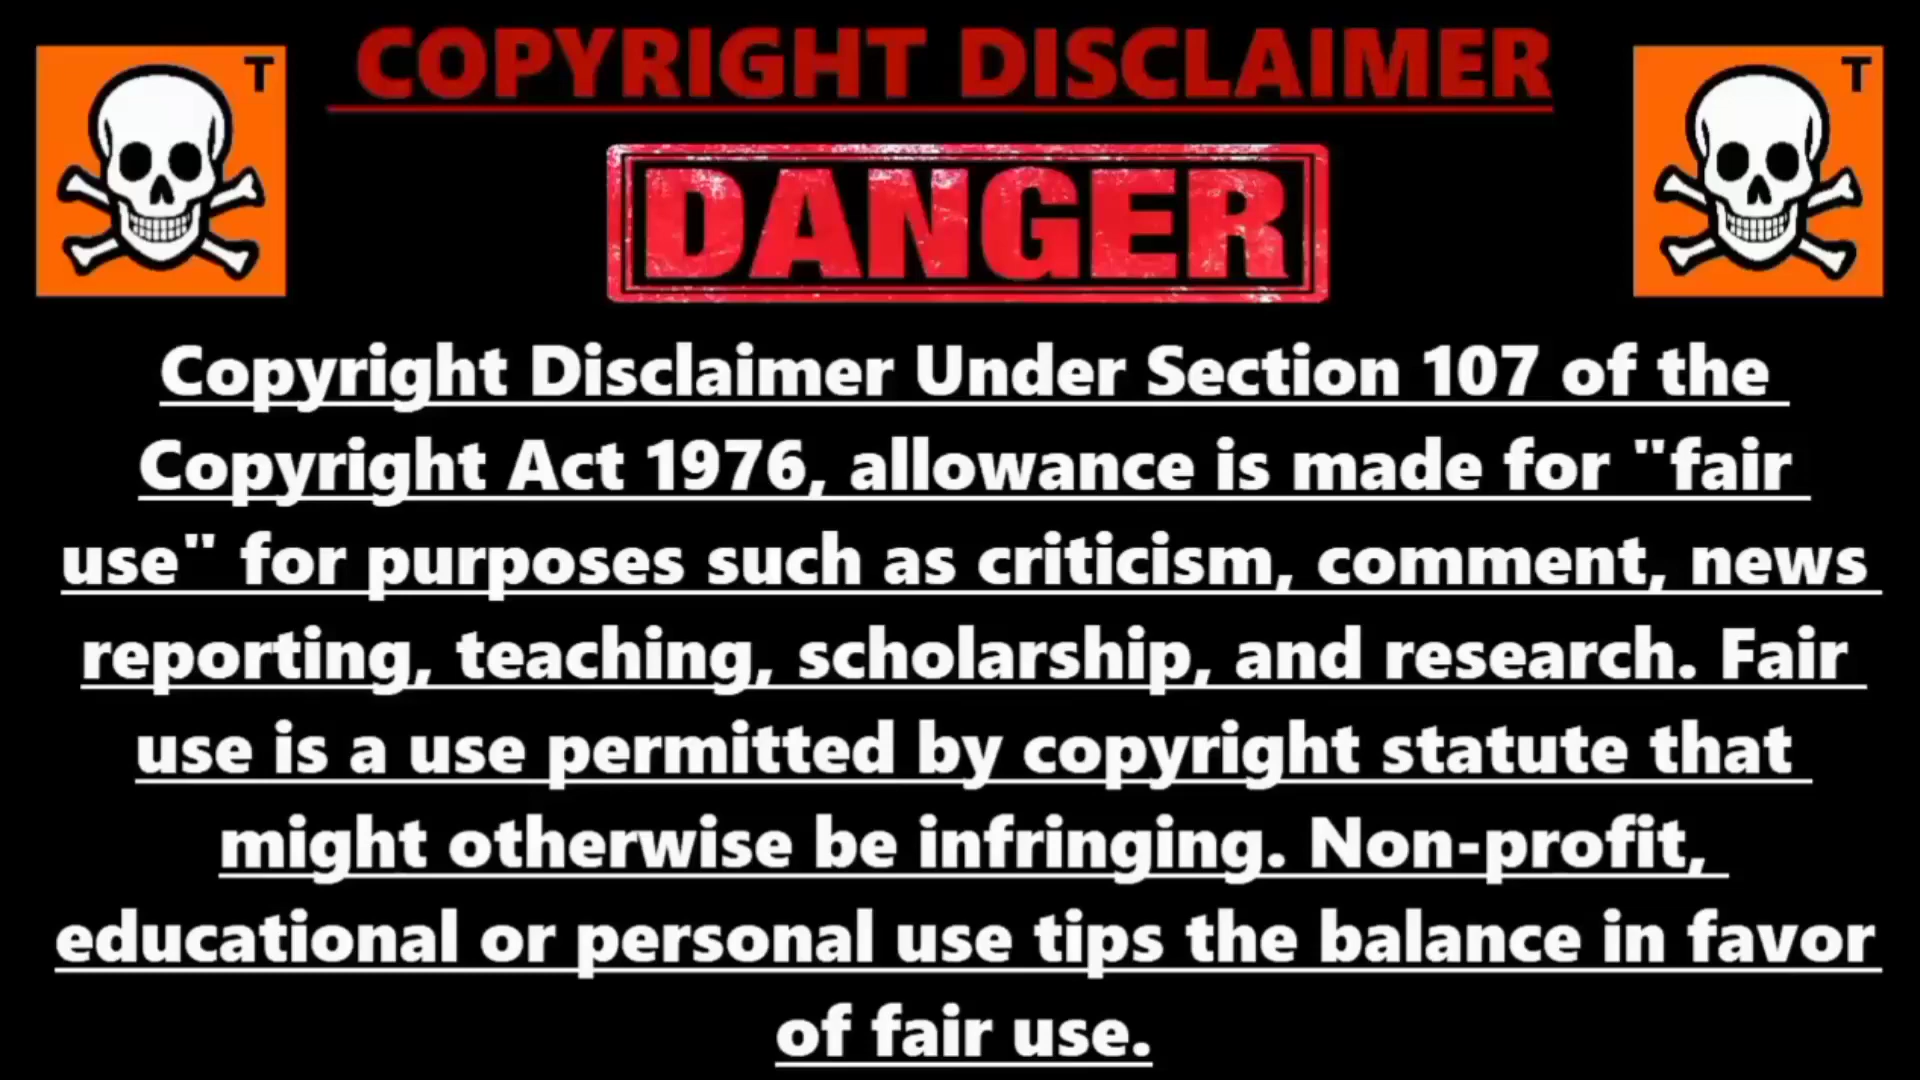 T
COPYRIGHT DISCLAIMER
T
DANGER
Copyright Disclaimer Under Section 107 of the
Copyright Act 1976, allowance is made for "fair
use" for purposes such as criticism, comment, news
reporting, teaching, scholarship, and research. Fair
use is a use permitted by copyright statute that
might otherwise be infringing. Non-profit,
educational or personal use tips the balance in favor
of fair use.